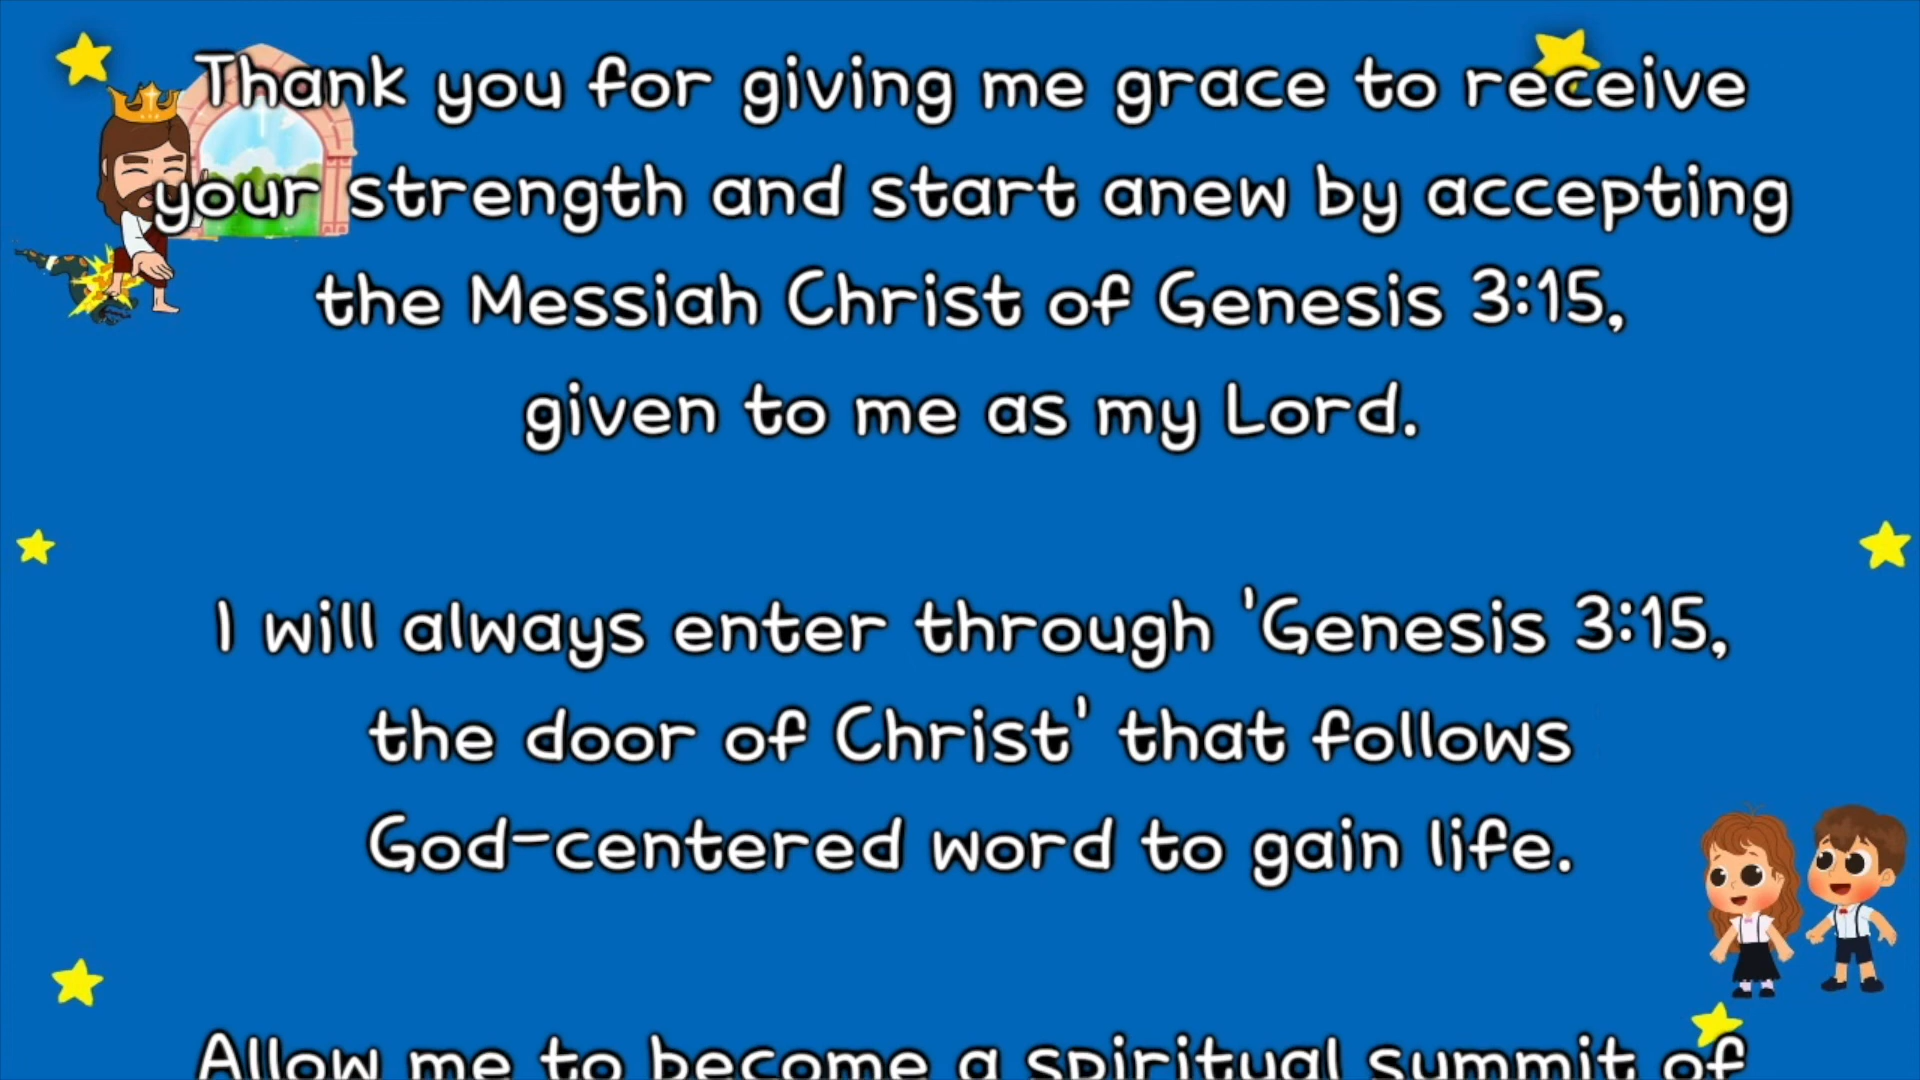 Thank you for giving me grace to receive
your strength and start anew by accepting
the Messiah Christ of Genesis 3:15,
given to me as my Lord.
I will always enter through 'Genesis 3:15,
the door of Christ' that follows
God-centered word to gain life.
Allow me to become a spiritual summit of